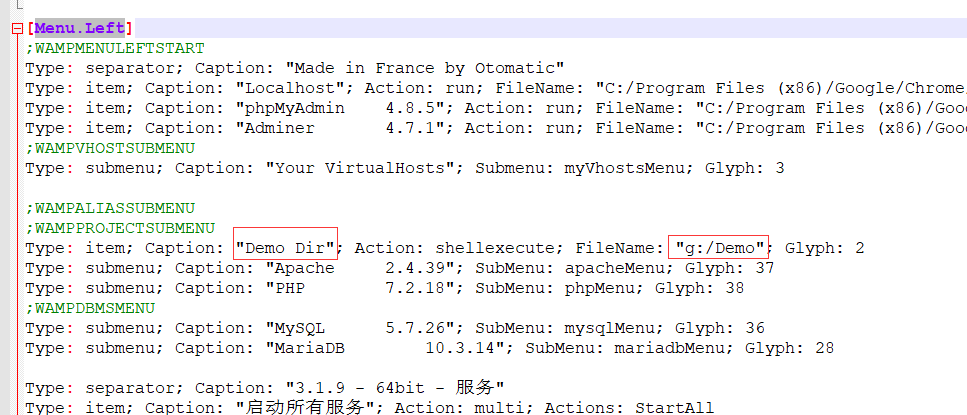 [Menu.Left]
;WAMPMENULEFTSTART
Type: separator; Caption: "Made in France by Otomatic"
Type: item; Caption: "Localhost"; Action: run; FileName: "C:/Program Files (x86)/Google/Chrome/
Type: item; Caption: "phpMyAdmin    4.8.5"; Action: run; FileName: "C:/Program Files (x86)/Goo
Type: item; Caption: "Adminer       4.7.1"; Action: run; FileName: "C:/Program Files (x86)/Goo
;WAMPVHOSTSUBMENU
Type: submenu; Caption: "Your VirtualHosts"; Submenu: myVhostsMenu; Glyph: 3
;WAMPALIASSUBMENU
;WAMPPROJECTSUBMENU
Type: item; Caption: "Demo Dir"; Action: shellexecute; FileName: "g:/Demo"; Glyph: 2
Type: submenu; Caption: "Apache     2.4.39"; SubMenu: apacheMenu; Glyph: 37
Type: submenu; Caption: "PHP        7.2.18"; SubMenu: phpMenu; Glyph: 38
;WAMPDBMSMENU
Type: submenu; Caption: "MySQL      5.7.26"; SubMenu: mysqlMenu; Glyph: 36
Type: submenu; Caption: "MariaDB        10.3.14"; SubMenu: mariadbMenu; Glyph: 28
Type: separator; Caption: "3.1.9 - 64bit - 服务"
Type: item; Caption: "启动所有服务"; Action: multi; Actions: StartAll